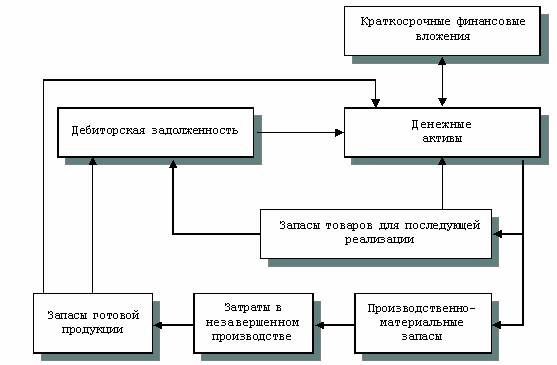 Краткосрочные финансовые
вложения
Дебиторская задолженность
Денежные
активы
Запасы товаров для последующей
реализации
Запасы готовой
продукции
Затраты в
незавершенном
производстве
Производственно-
материальные
запасы